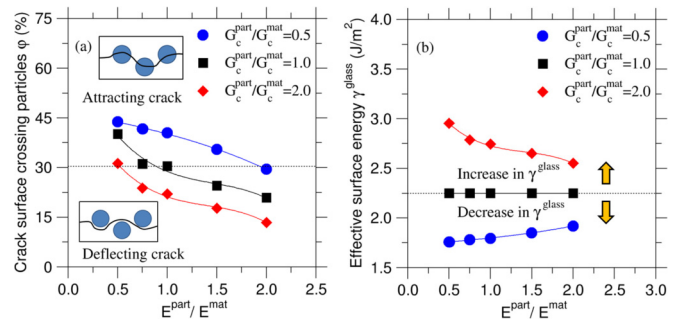 (a)
G_c^part/G_c^mat=0.5
G_c^part/G_c^mat=1.0
G_c^part/G_c^mat=2.0
Attracting crack
Deflecting crack
Crack surface crossing particles φ (%)
75
60
45
30
15
0
0.0 0.5 1.0 1.5 2.0 2.5
E^part/ E^mat
(b)
G_c^part/G_c^mat=0.5
G_c^part/G_c^mat=1.0
G_c^part/G_c^mat=2.0
Increase in γ^glass
Decrease in γ^glass
Effective surface energy γ^glass (J/m²)
4.0
3.5
3.0
2.5
2.0
1.5
0.0 0.5 1.0 1.5 2.0 2.5 3.0
E^part/ E^mat